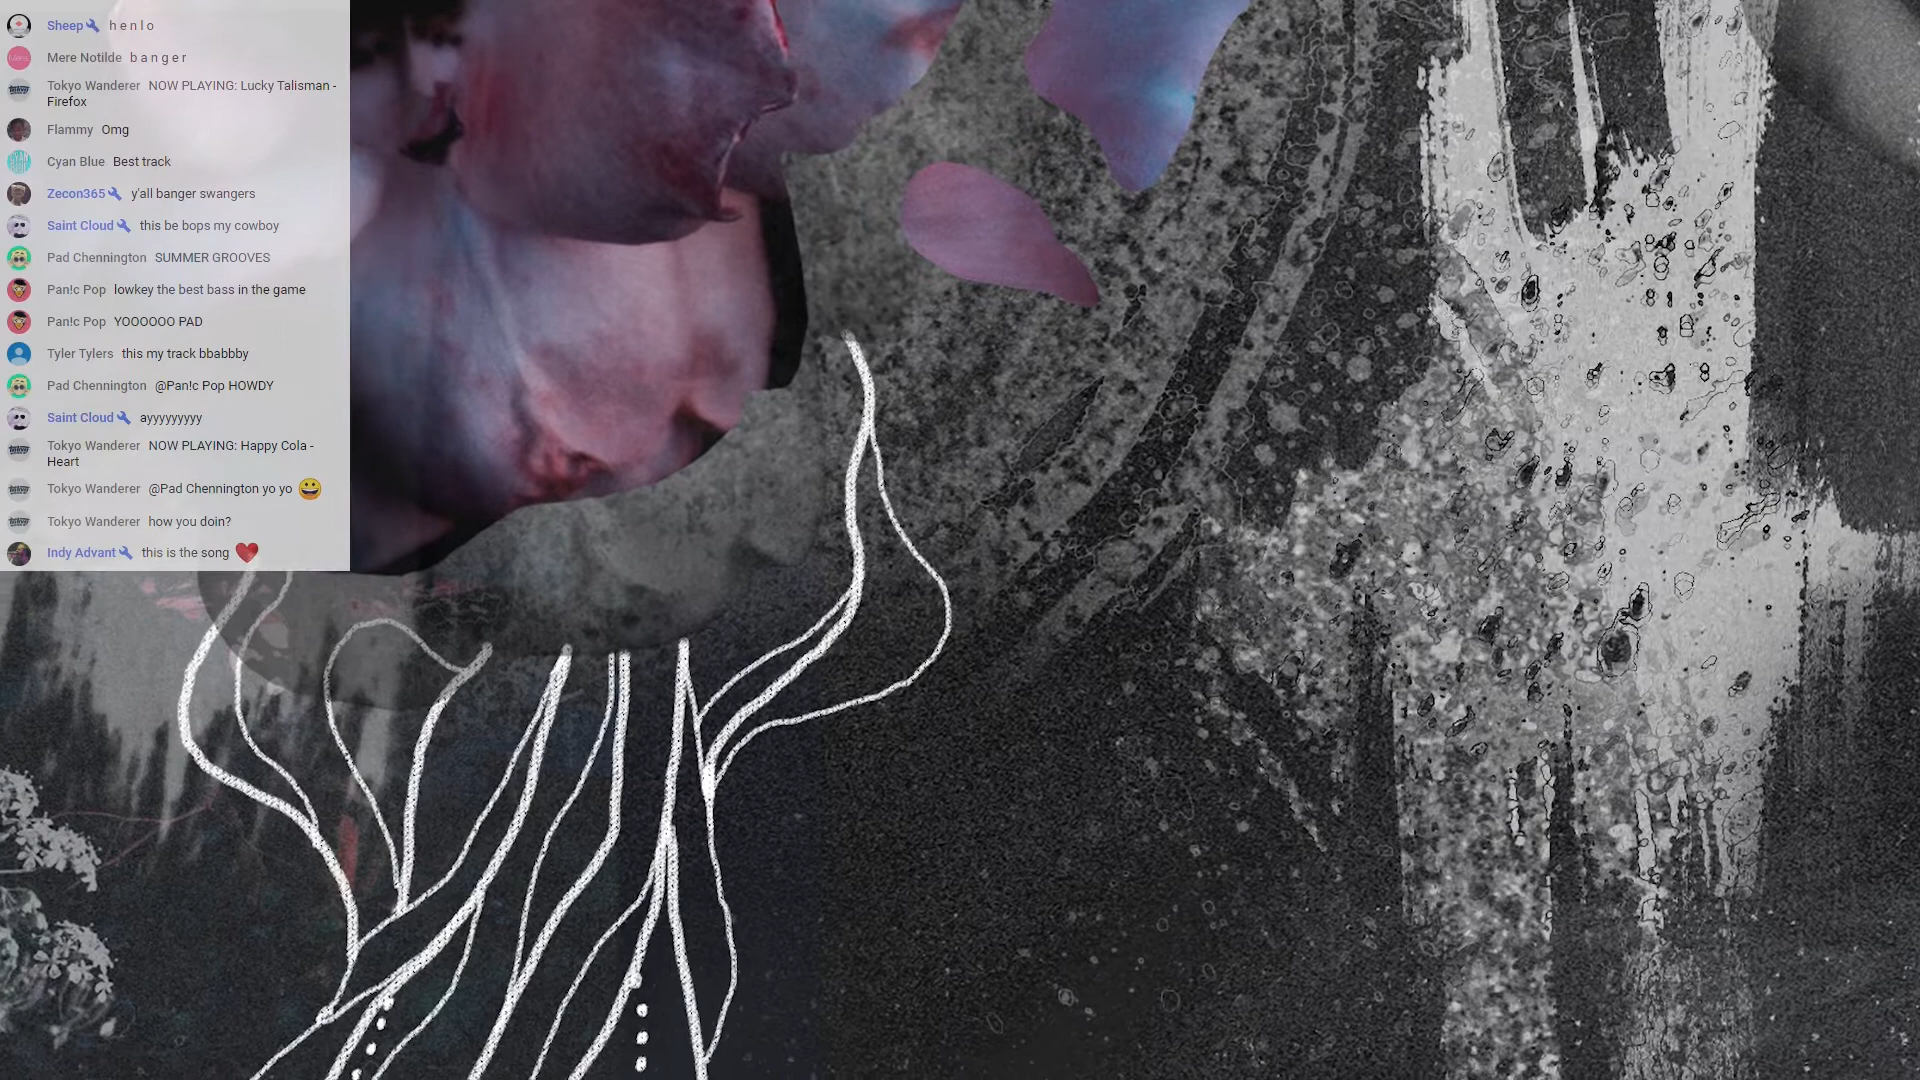 Sheep h e n l o
Mere Notilde b a n g e r
Tokyo Wanderer NOW PLAYING: Lucky Talisman -
Firefox
Flammy Omg
Cyan Blue Best track
Zecon365 y'all banger swangers
Saint Cloud this be bops my cowboy
Pad Chennington SUMMER GROOVES
Pan!c Pop lowkey the best bass in the game
Pan!c Pop YOOOOOO PAD
Tyler Tylers this my track bbabbby
Pad Chennington @Pan!c Pop HOWDY
Saint Cloud ayyyyyyyyy
Tokyo Wanderer NOW PLAYING: Happy Cola -
Heart
Tokyo Wanderer @Pad Chennington yo yo 😀
Tokyo Wanderer how you doin?
Indy Advant this is the song ❤